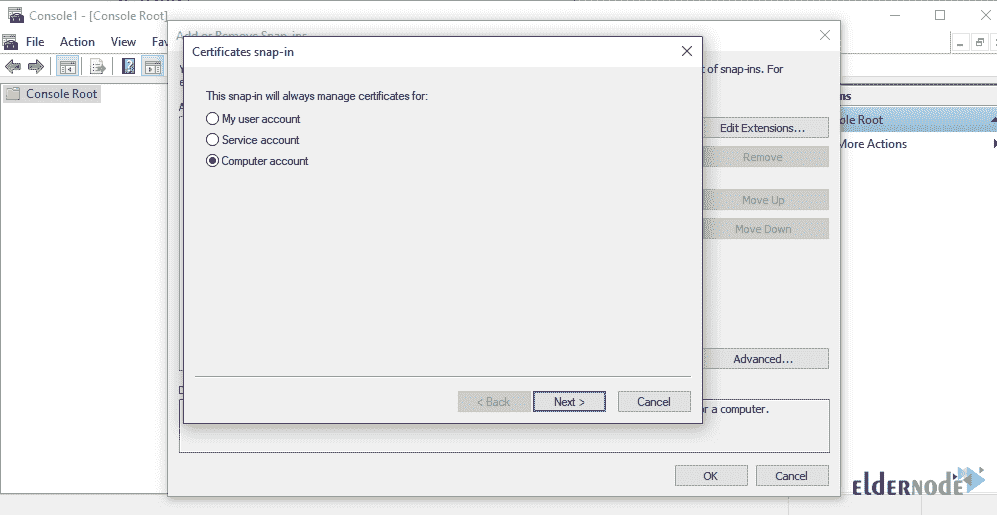 Console1 - [Console Root]
File Action View Fav
Add or Remove Snap-ins
Certificates snap-in
of snap-ins. For
Console Root
This snap-in will always manage certificates for:
My user account
Service account
Computer account
Edit Extensions...
Remove
Move Up
Move Down
Advanced...
ns
ole Root
More Actions
< Back Next > Cancel
or a computer.
OK Cancel
ELDERNODE